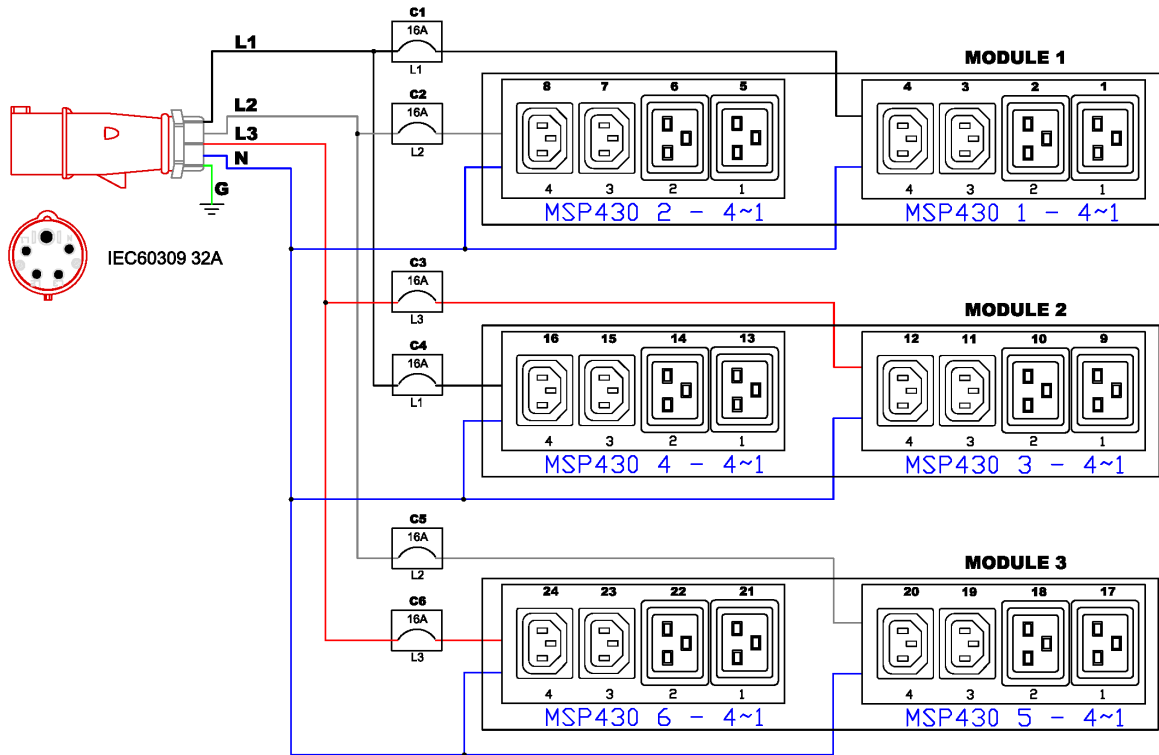 C1
16A
L1
L1
L2
L3
N
G
IEC60309 32A
C2
16A
L2
MODULE 1
8 7 6 5
4 3 2 1
MSP430 2 - 4~1
4 3 2 1
4 3 2 1
MSP430 1 - 4~1
C3
16A
L3
C4
16A
L1
MODULE 2
16 15 14 13
4 3 2 1
MSP430 4 - 4~1
12 11 10 9
4 3 2 1
MSP430 3 - 4~1
C5
16A
L2
C6
16A
L3
MODULE 3
24 23 22 21
4 3 2 1
MSP430 6 - 4~1
20 19 18 17
4 3 2 1
MSP430 5 - 4~1